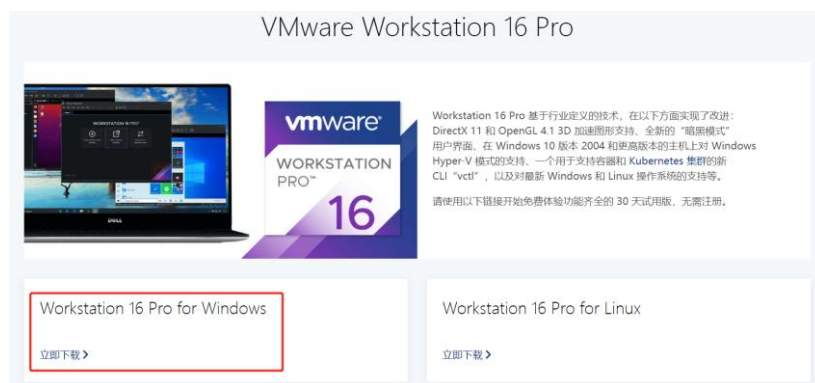 VMware Workstation 16 Pro
WORKSTATION 16 PRO™
DELL
vmware®
WORKSTATION
PRO™
16
Workstation 16 Pro 基于行业定义的技术，在以下方面实现了改进：
DirectX 11 和 OpenGL 4.1 3D 加速图形支持、全新的“暗黑模式”
用户界面、在 Windows 10 版本 2004 和更高版本的主机上对 Windows
Hyper-V 模式的支持、一个用于支持容器和 Kubernetes 集群的新
CLI“vctl”，以及对最新 Windows 和 Linux 操作系统的支持等。
请使用以下链接开始免费体验功能齐全的 30 天试用版，无需注册。
Workstation 16 Pro for Windows
立即下载 >
Workstation 16 Pro for Linux
立即下载 >